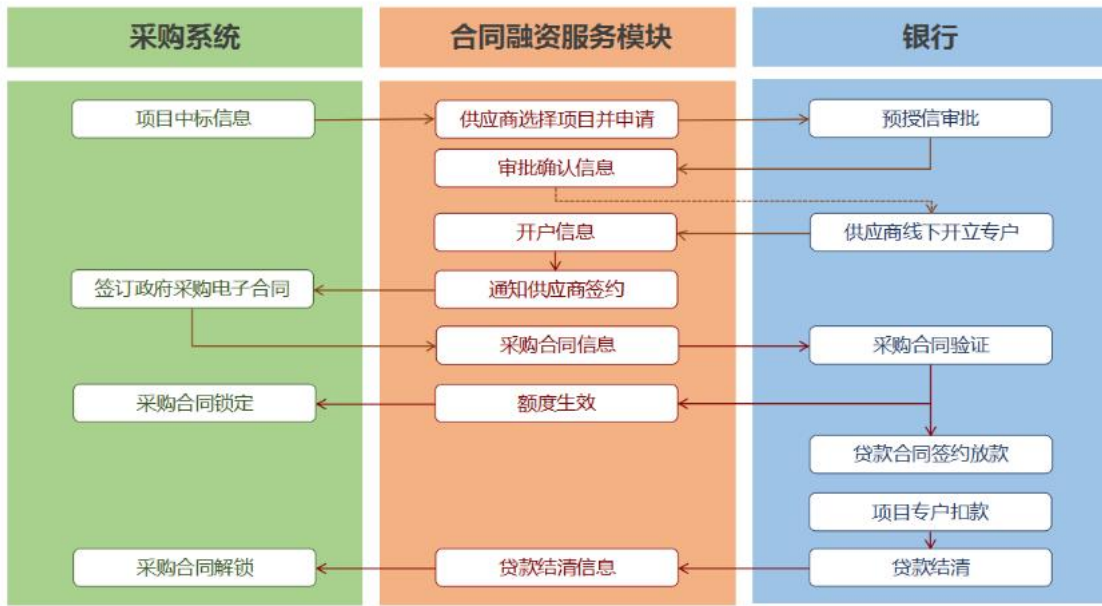 采购系统
合同融资服务模块
银行
项目中标信息
供应商选择项目并申请
预授信审批
审批确认信息
开户信息
供应商线下开立专户
签订政府采购电子合同
通知供应商签约
采购合同信息
采购合同验证
采购合同锁定
额度生效
贷款合同签约放款
项目专户扣款
采购合同解锁
贷款结清信息
贷款结清